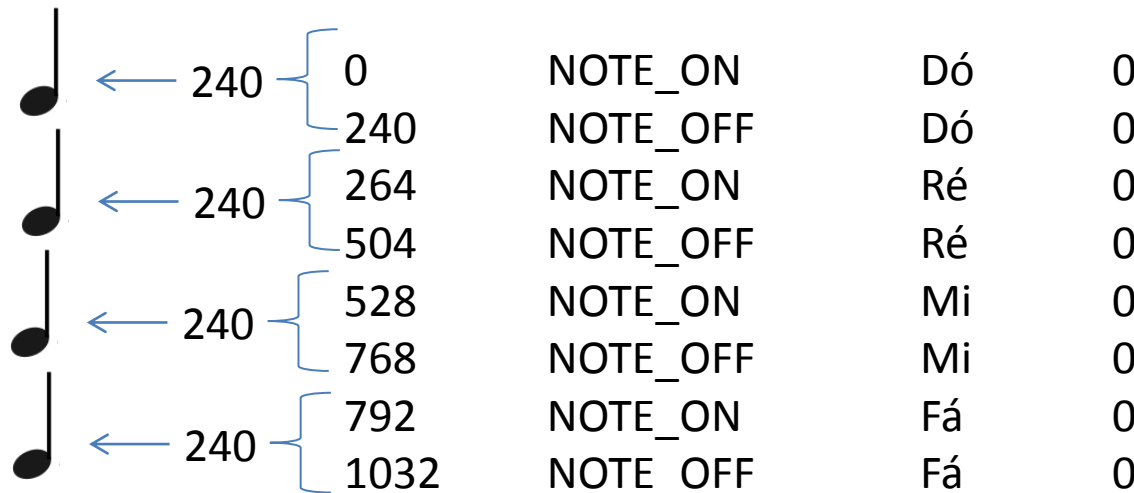 0 NOTE_ON Dó 0
240
240 NOTE_OFF Dó 0
264 NOTE_ON Ré 0
240
504 NOTE_OFF Ré 0
528 NOTE_ON Mi 0
240
768 NOTE_OFF Mi 0
792 NOTE_ON Fá 0
240
1032 NOTE_OFF Fá 0